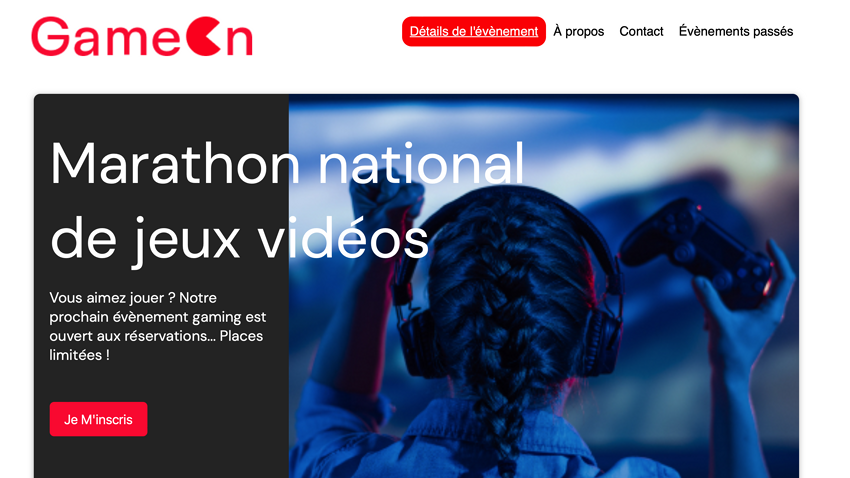 GameOn
Détails de l'évènement
À propos
Contact
Évènements passés
Marathon national
de jeux vidéos
Vous aimez jouer ? Notre
prochain évènement gaming est
ouvert aux réservations... Places
limitées !
Je M'inscris